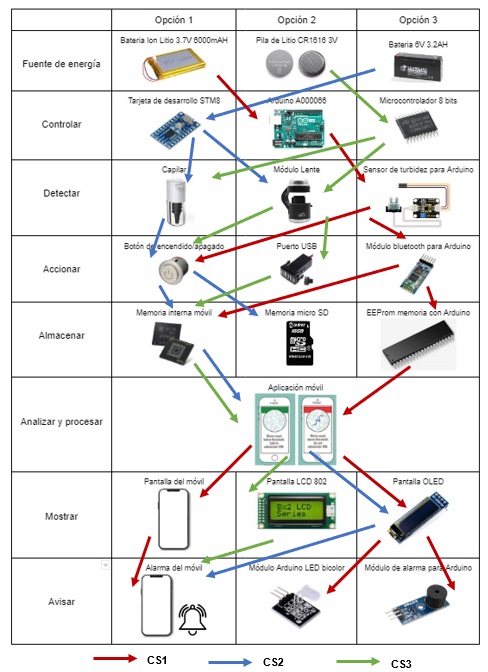 Opción 1 Opción 2 Opción 3
Fuente de energía
Bateria Ion Litio 3.7V 6000mAH
Pila de Litio CR1616 3V
Bateria 6V 3.2AH
Controlar
Tarjeta de desarrollo STM8
Arduino A000066
Microcontrolador 8 bits
Detectar
Capilar
Módulo Lente
Sensor de turbidez para Arduino
Accionar
Botón de encendido/apagado
Puerto USB
Módulo bluetooth para Arduino
Almacenar
Memoria interna móvil
Memoria micro SD
EEProm memoria con Arduino
Analizar y procesar
Aplicación móvil
Mostrar
Pantalla del móvil
Pantalla LCD 802
8x2 LCD
Series
Pantalla OLED
Avisar
Alarma del móvil
Módulo Arduino LED bicolor
Módulo de alarma para Arduino
CS1 CS2 CS3